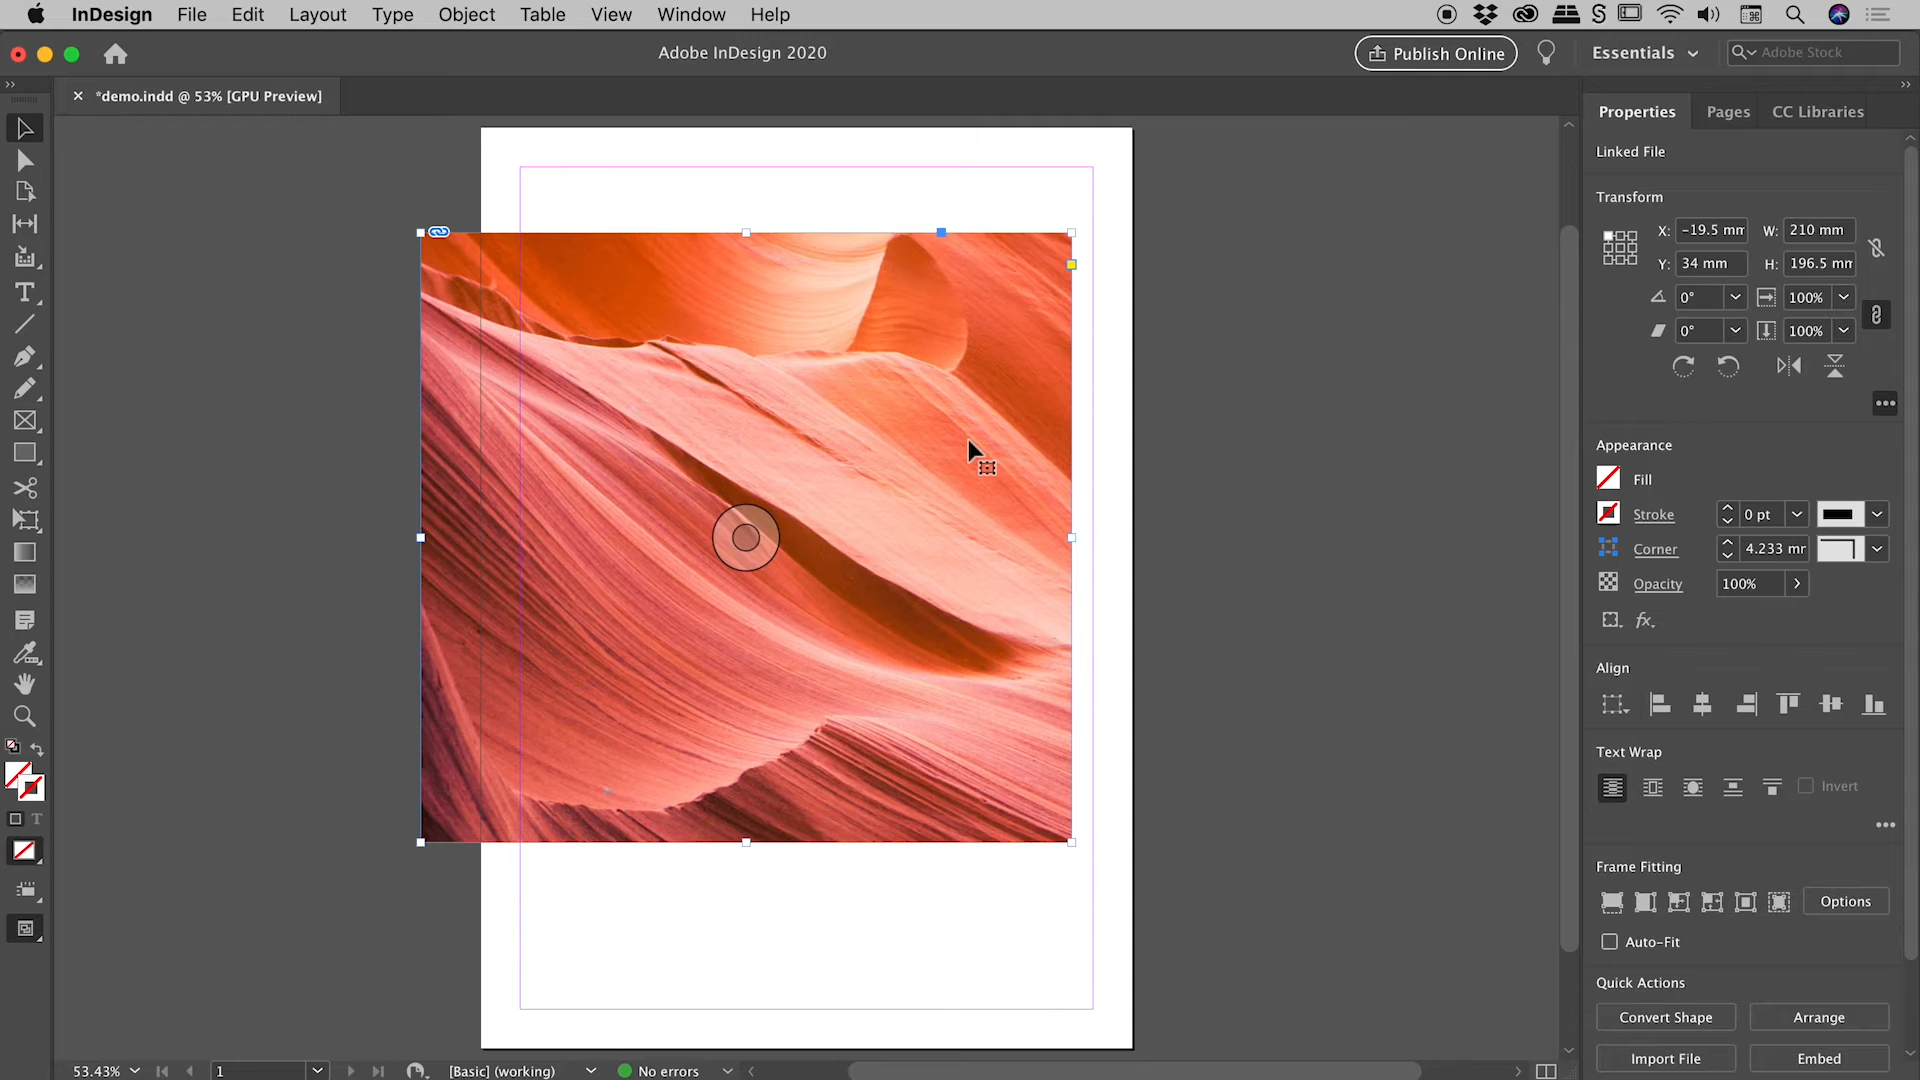 InDesign File Edit Layout Type Object Table View Window Help
Adobe InDesign 2020
Publish Online
Essentials
Adobe Stock
*demo.indd @ 53% [GPU Preview]
Properties Pages CC Libraries
Linked File
Transform
X: -19.5 mm W: 210 mm
Y: 34 mm H: 196.5 mm
0° 100%
0° 100%
Appearance
Fill
Stroke 0 pt
Corner 4.233 mr
Opacity 100%
fx.
Align
Text Wrap
Invert
Frame Fitting
Options
Auto-Fit
Quick Actions
Convert Shape Arrange
Import File Embed
53.43% 1 [Basic] (working) No errors